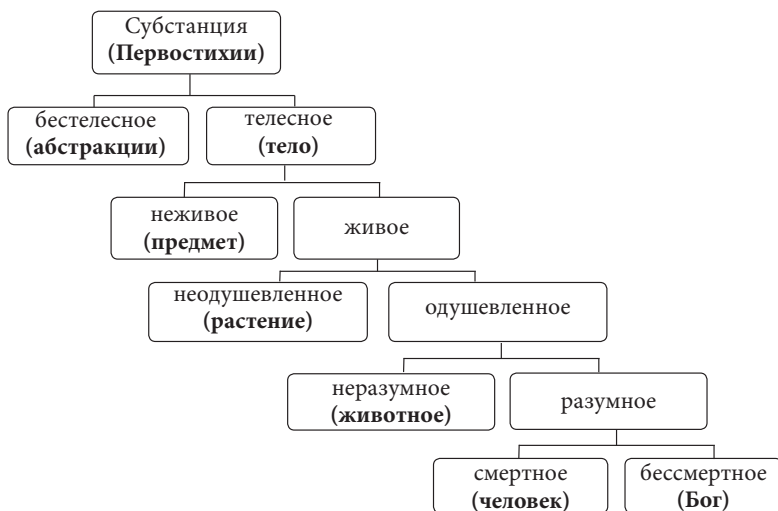 Субстанция
(Первостихии)
бестелесное
(абстракции)
телесное
(тело)
неживое
(предмет)
живое
неодушевленное
(растение)
одушевленное
неразумное
(животное)
разумное
смертное
(человек)
бессмертное
(Бог)